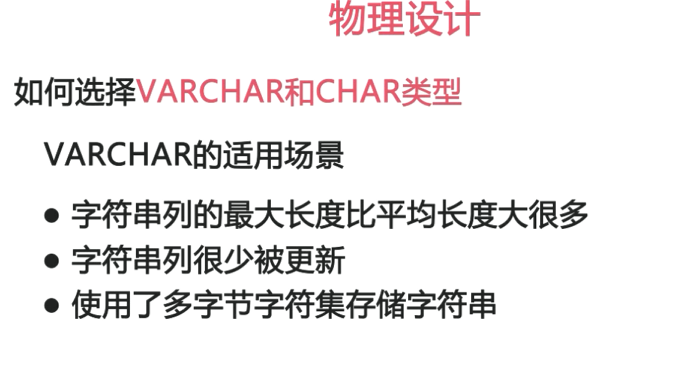 物理设计
如何选择VARCHAR和CHAR类型
VARCHAR的适用场景
● 字符串列的最大长度比平均长度大很多
● 字符串列很少被更新
● 使用了多字节字符集存储字符串